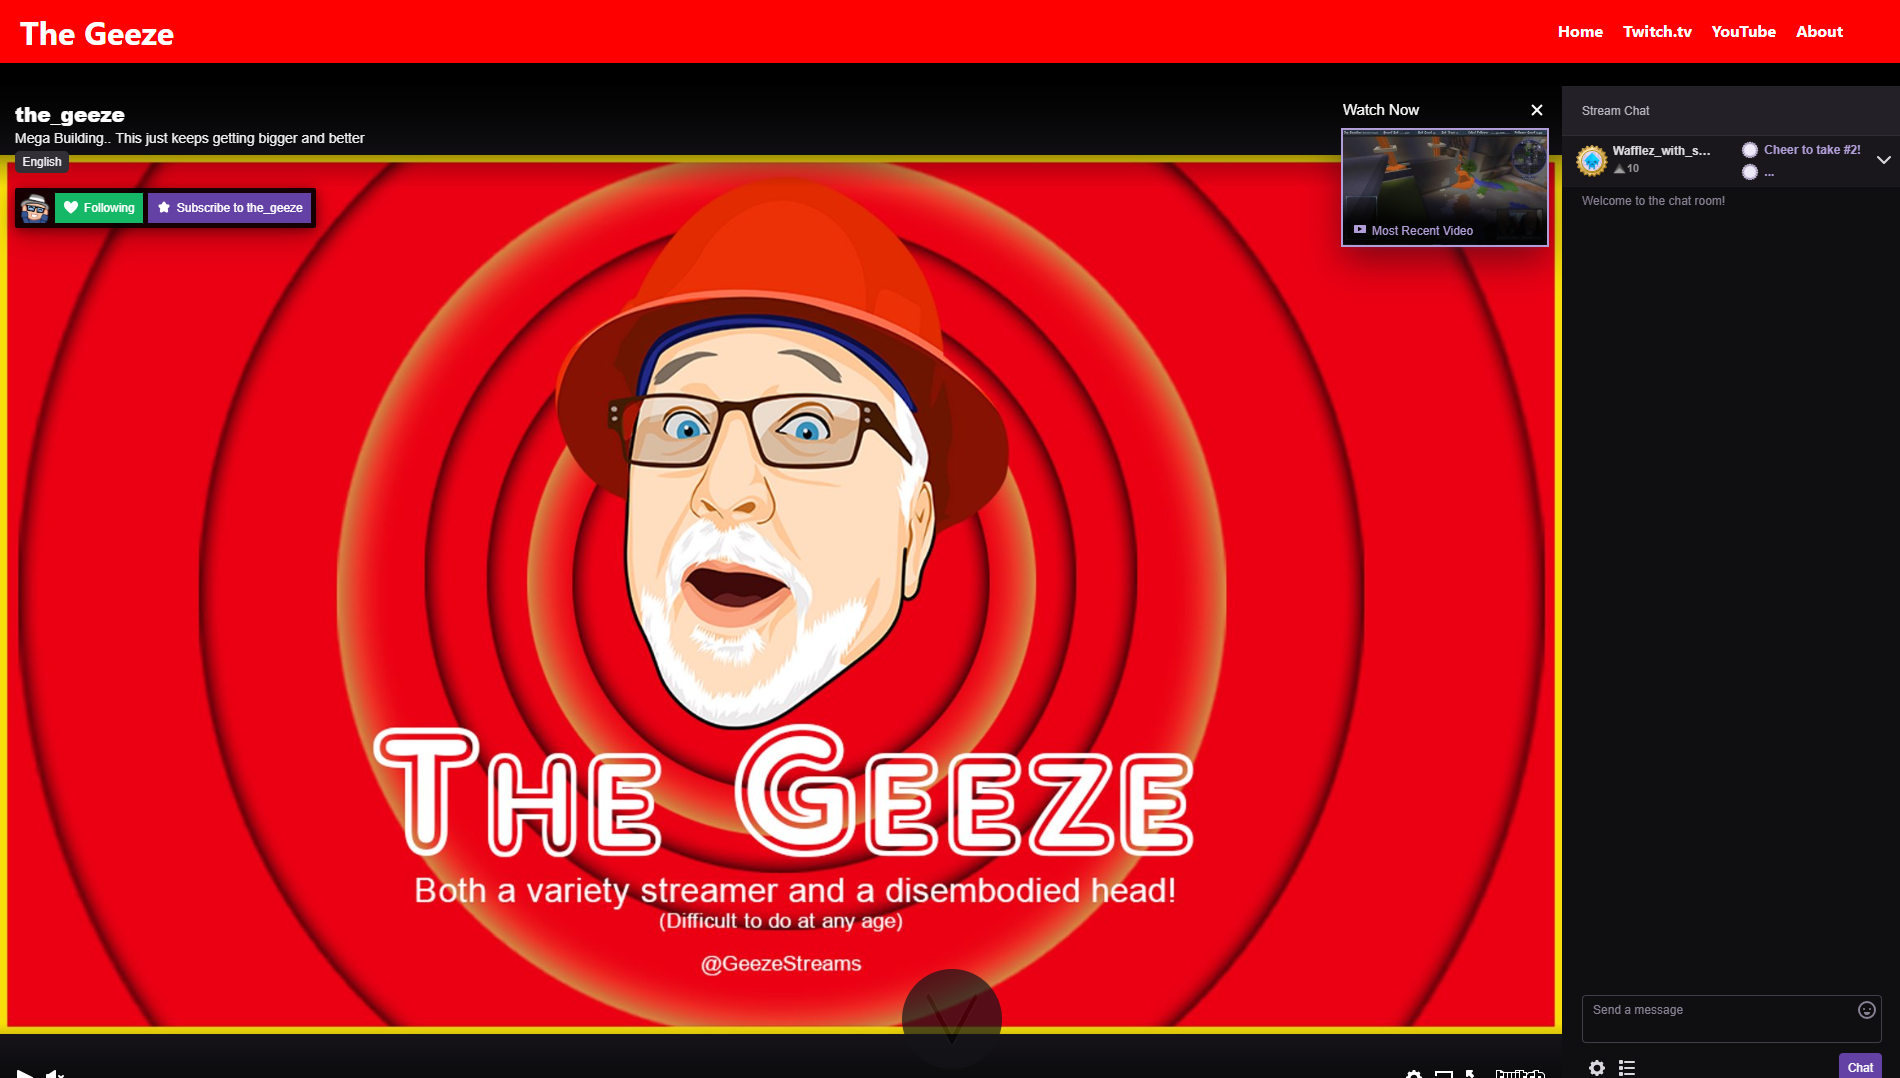 The Geeze
Home Twitch.tv YouTube About
the_geeze
Mega Building.. This just keeps getting bigger and better
English
Following
Subscribe to the_geeze
Watch Now
Most Recent Video
Stream Chat
Wafflez_with_s...
10
Cheer to take #2!
...
Welcome to the chat room!
The Geeze
Both a variety streamer and a disembodied head!
(Difficult to do at any age)
@GeezeStreams
Send a message
Chat
twitch